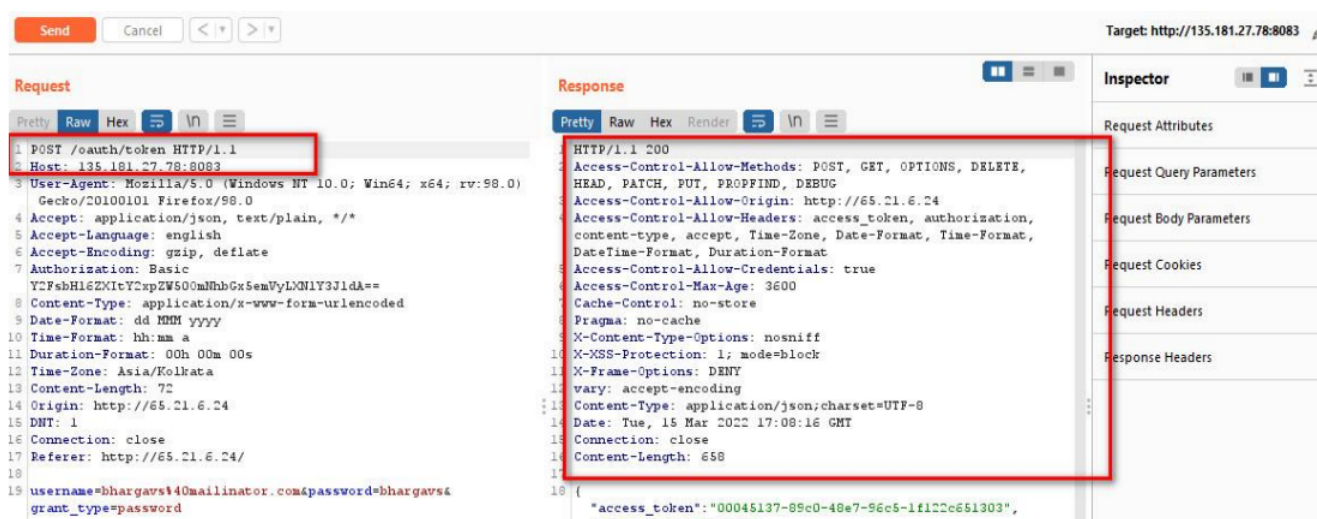 Send Cancel < > Target: http://135.181.27.78:8083
Request
Pretty Raw Hex \n
1 POST /oauth/token HTTP/1.1
2 Host: 135.181.27.78:8083
3 User-Agent: Mozilla/5.0 (Windows NT 10.0; Win64; x64; rv:98.0)
Gecko/20100101 Firefox/98.0
4 Accept: application/json, text/plain, */*
5 Accept-Language: english
6 Accept-Encoding: gzip, deflate
7 Authorization: Basic
8 Content-Type: application/x-www-form-urlencoded
9 Date-Format: dd MMM yyyy
10 Time-Format: hh:mm a
11 Duration-Format: 00h 00m 00s
12 Time-Zone: Asia/Kolkata
13 Content-Length: 72
14 Origin: http://65.21.6.24
15 DNT: 1
16 Connection: close
17 Referer: http://65.21.6.24/
18
19 username=bhargavs%40mailinator.com&password=bhargavs&
grant_type=password
Response
Pretty Raw Hex Render \n
1 HTTP/1.1 200
2 Access-Control-Allow-Methods: POST, GET, OPTIONS, DELETE,
HEAD, PATCH, PUT, PROPFIND, DEBUG
3 Access-Control-Allow-Origin: http://65.21.6.24
4 Access-Control-Allow-Headers: access_token, authorization,
content-type, accept, Time-Zone, Date-Format, Time-Format,
DateTime-Format, Duration-Format
5 Access-Control-Allow-Credentials: true
6 Access-Control-Max-Age: 3600
7 Cache-Control: no-store
8 Pragma: no-cache
9 X-Content-Type-Options: nosniff
10 X-XSS-Protection: 1; mode=block
11 X-Frame-Options: DENY
12 vary: accept-encoding
13 Content-Type: application/json;charset=UTF-8
14 Date: Tue, 15 Mar 2022 17:08:16 GMT
15 Connection: close
16 Content-Length: 658
17
18 {
"access_token":"00045137-89c0-48e7-96c5-1f122c651303",
Inspector
Request Attributes
Request Query Parameters
Request Body Parameters
Request Cookies
Request Headers
Response Headers